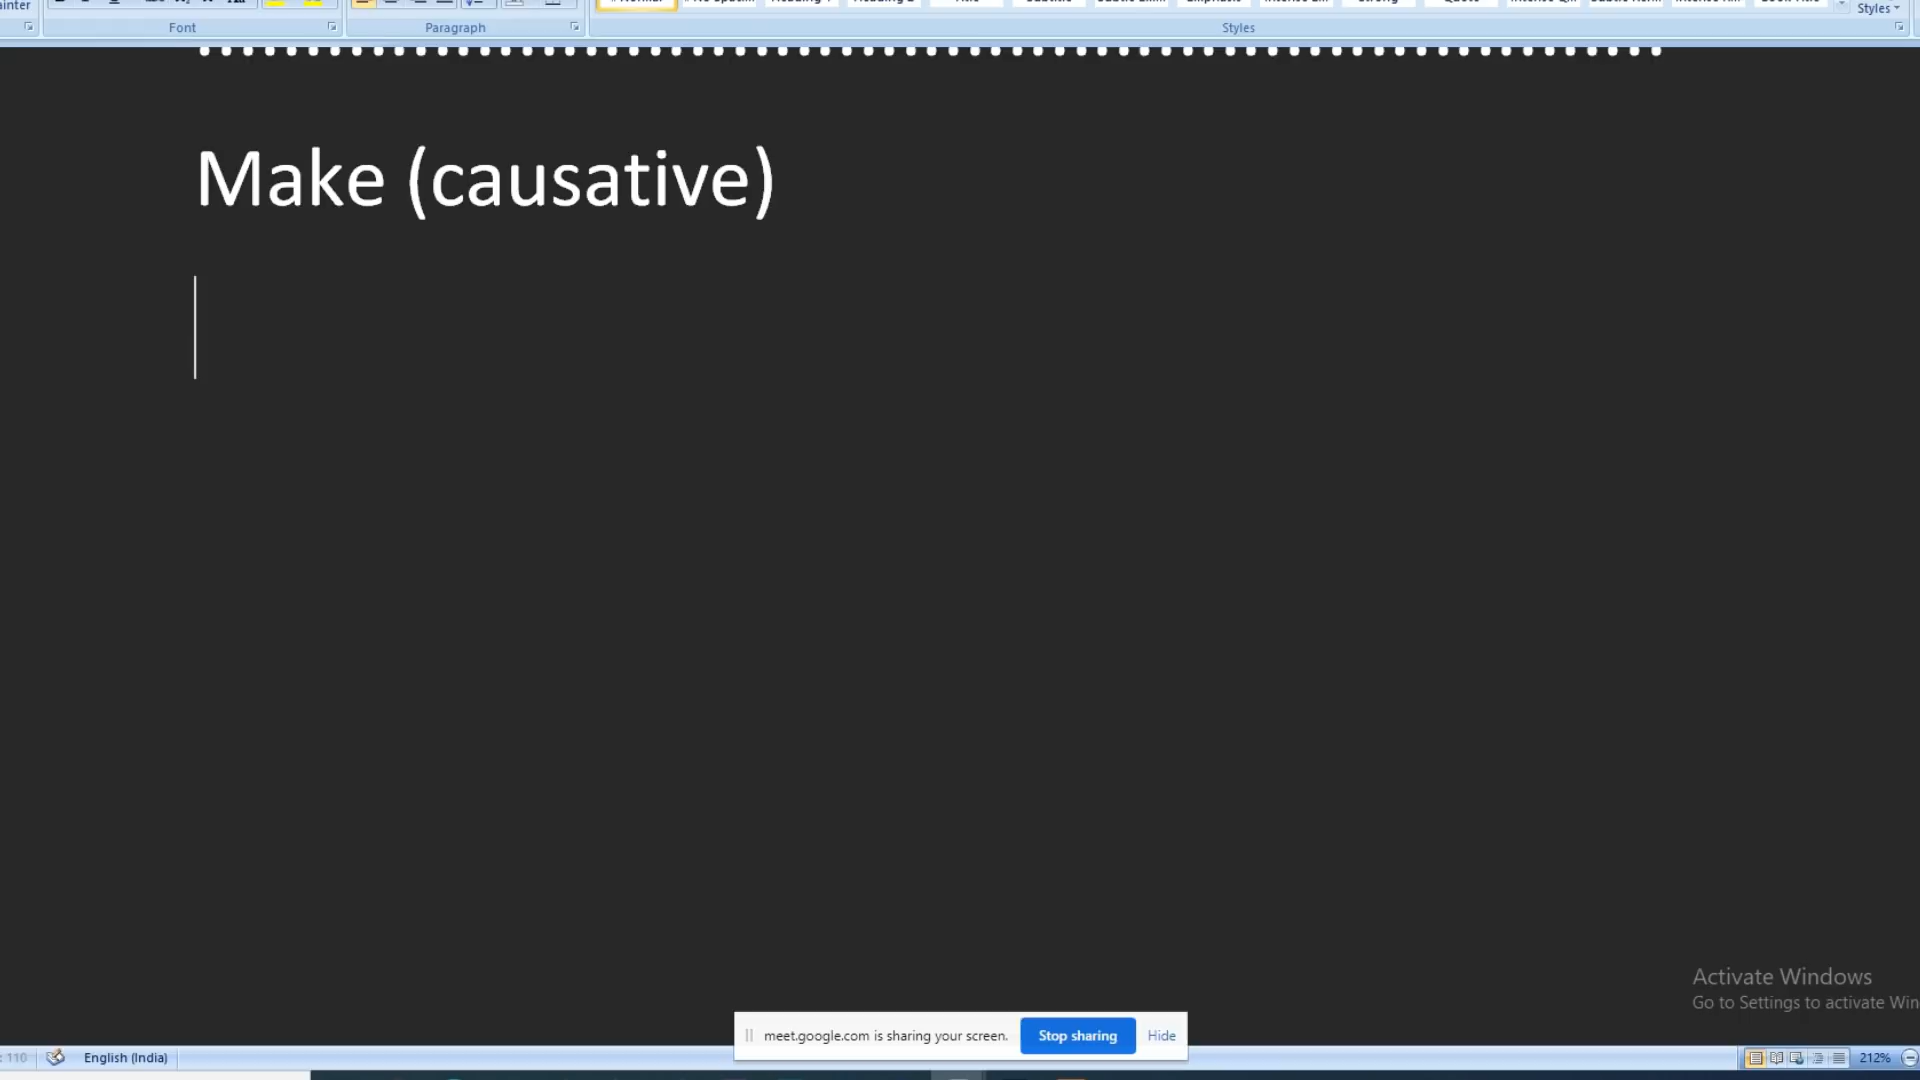 Styles
Font
Paragraph
Styles
Make (causative)
Activate Windows
Go to Settings to activate Win
meet.google.com is sharing your screen.
Stop sharing
Hide
: 110
English (India)
212%